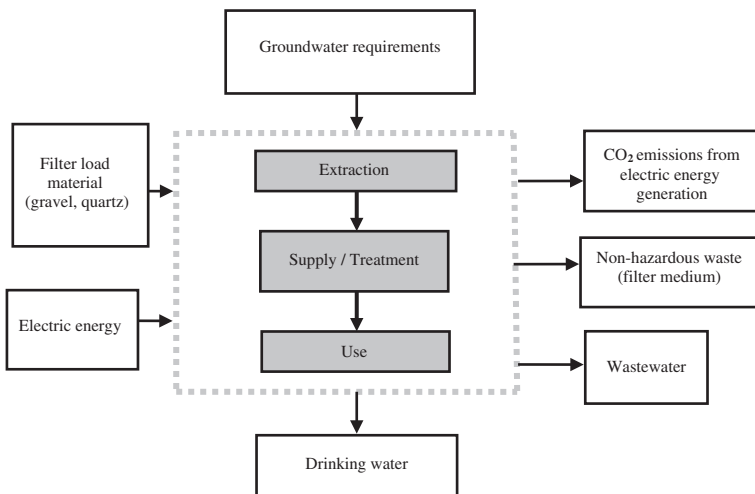 Groundwater requirements
Filter load
material
(gravel, quartz)
Extraction
CO₂ emissions from
electric energy
generation
Supply / Treatment
Non-hazardous waste
(filter medium)
Electric energy
Use
Wastewater
Drinking water